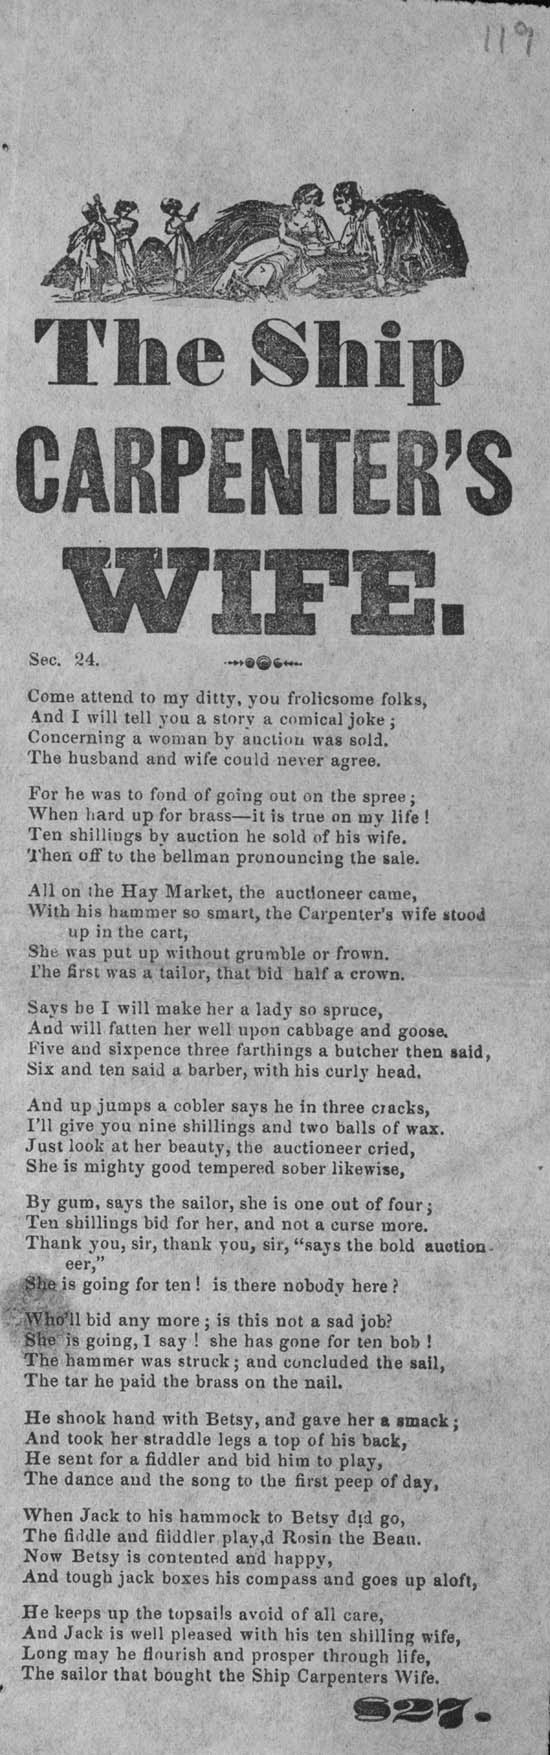 119
The Ship
CARPENTER'S
WIFE.
Sec. 24.
Come attend to my ditty, you frolicsome folks,
And I will tell you a story a comical joke ;
Concerning a woman by auction was sold.
The husband and wife could never agree.
For he was to fond of going out on the spree ;
When hard up for brass—it is true on my life !
Ten shillings by auction he sold of his wife.
Then off to the bellman pronouncing the sale.
All on the Hay Market, the auctioneer came,
With his hammer so smart, the Carpenter's wife stood
up in the cart,
She was put up without grumble or frown.
The first was a tailor, that bid half a crown.
Says he I will make her a lady so spruce,
And will fatten her well upon cabbage and goose.
Five and sixpence three farthings a butcher then said,
Six and ten said a barber, with his curly head.
And up jumps a cobler says he in three cracks,
I'll give you nine shillings and two balls of wax.
Just look at her beauty, the auctioneer cried,
She is mighty good tempered sober likewise,
By gum, says the sailor, she is one out of four ;
Ten shillings bid for her, and not a curse more.
Thank you, sir, thank you, sir, “says the bold auction-
eer,”
She is going for ten ! is there nobody here ?
Who'll bid any more ; is this not a sad job?
She is going, I say ! she has gone for ten bob !
The hammer was struck ; and concluded the sail,
The tar he paid the brass on the nail.
He shook hand with Betsy, and gave her a smack ;
And took her straddle legs a top of his back,
He sent for a fiddler and bid him to play,
The dance and the song to the first peep of day,
When Jack to his hammock to Betsy did go,
The fiddle and fiiddler play,d Rosin the Beau.
Now Betsy is contented and happy,
And tough jack boxes his compass and goes up aloft,
He keeps up the topsails avoid of all care,
And Jack is well pleased with his ten shilling wife,
Long may he flourish and prosper through life,
The sailor that bought the Ship Carpenters Wife.
827.